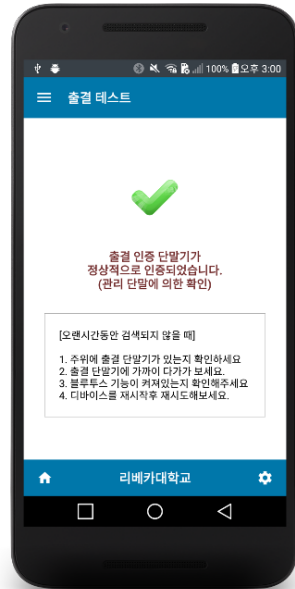 100% 오후 3:00
출결 테스트
출결 인증 단말기가
정상적으로 인증되었습니다.
(관리 단말에 의한 확인)
[오랜시간동안 검색되지 않을 때]
1. 주위에 출결 단말기가 있는지 확인하세요
2. 출결 단말기에 가까이 다가가 보세요.
3. 블루투스 기능이 켜져있는지 확인해주세요
4. 디바이스를 재시작후 재시도해보세요.
리베카대학교